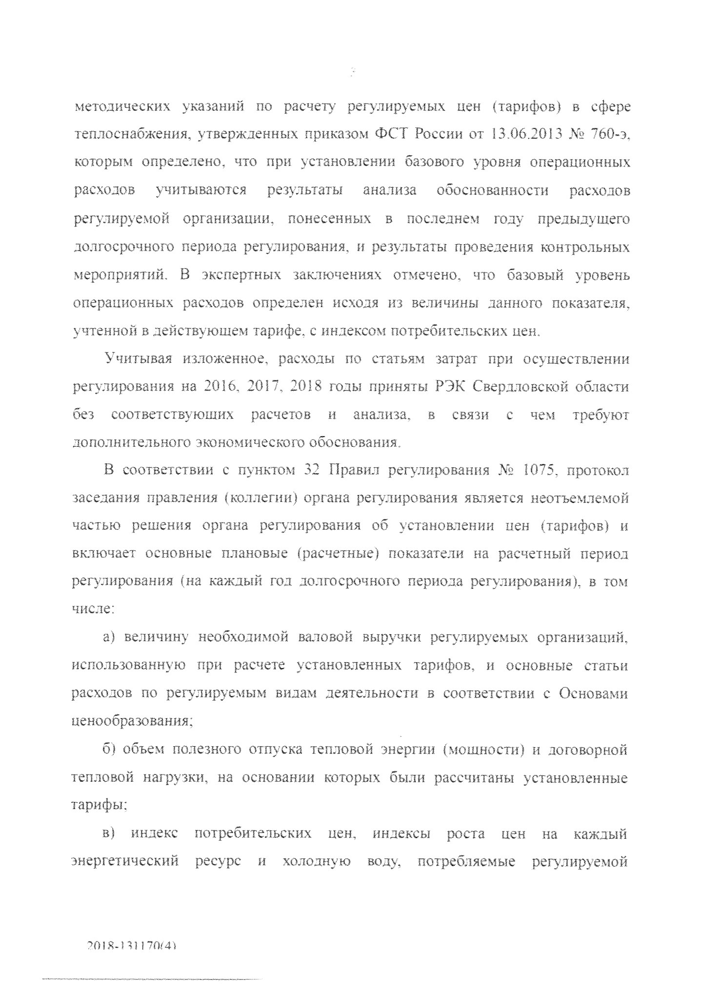 3
методических указаний по расчету регулируемых цен (тарифов) в сфере
теплоснабжения, утвержденных приказом ФСТ России от 13.06.2013 № 760-э,
которым определено, что при установлении базового уровня операционных
расходов учитываются результаты анализа обоснованности расходов
регулируемой организации, понесенных в последнем году предыдущего
долгосрочного периода регулирования, и результаты проведения контрольных
мероприятий. В экспертных заключениях отмечено, что базовый уровень
операционных расходов определен исходя из величины данного показателя,
учтенной в действующем тарифе, с индексом потребительских цен.
Учитывая изложенное, расходы по статьям затрат при осуществлении
регулирования на 2016, 2017, 2018 годы приняты РЭК Свердловской области
без соответствующих расчетов и анализа, в связи с чем требуют
дополнительного экономического обоснования.
В соответствии с пунктом 32 Правил регулирования № 1075, протокол
заседания правления (коллегии) органа регулирования является неотъемлемой
частью решения органа регулирования об установлении цен (тарифов) и
включает основные плановые (расчетные) показатели на расчетный период
регулирования (на каждый год долгосрочного периода регулирования), в том
числе:
а) величину необходимой валовой выручки регулируемых организаций,
использованную при расчете установленных тарифов, и основные статьи
расходов по регулируемым видам деятельности в соответствии с Основами
ценообразования;
б) объем полезного отпуска тепловой энергии (мощности) и договорной
тепловой нагрузки, на основании которых были рассчитаны установленные
тарифы;
в) индекс потребительских цен, индексы роста цен на каждый
энергетический ресурс и холодную воду, потребляемые регулируемой
2018-131170(4)